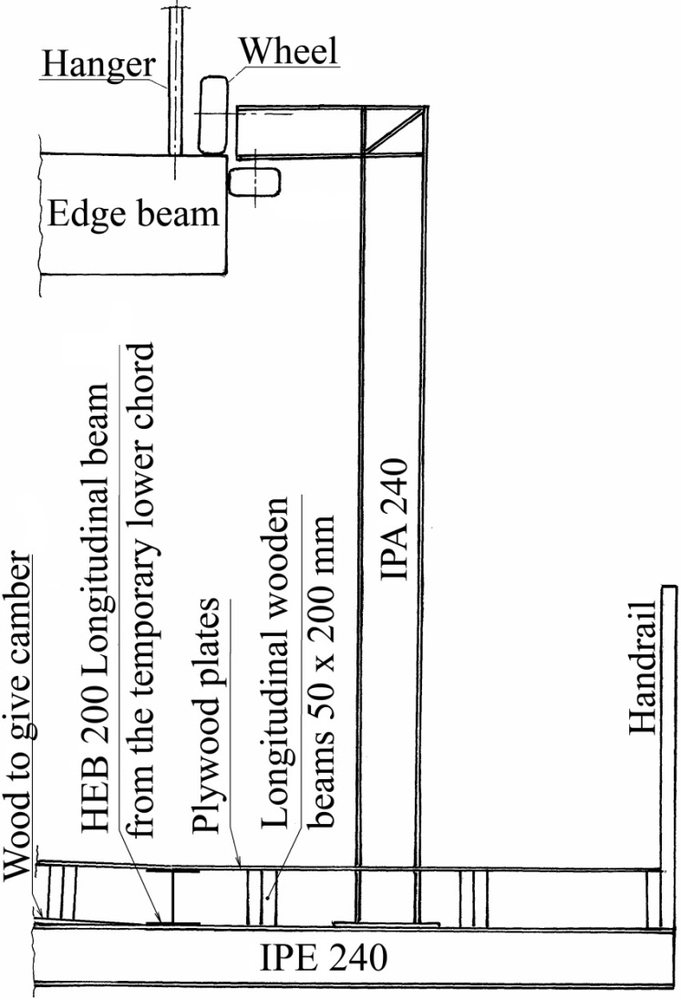 Hanger
Wheel
Edge beam
Wood to give camber
HEB 200 Longitudinal beam
from the temporary lower chord
Plywood plates
Longitudinal wooden
beams 50 x 200 mm
IPA 240
Handrail
IPE 240